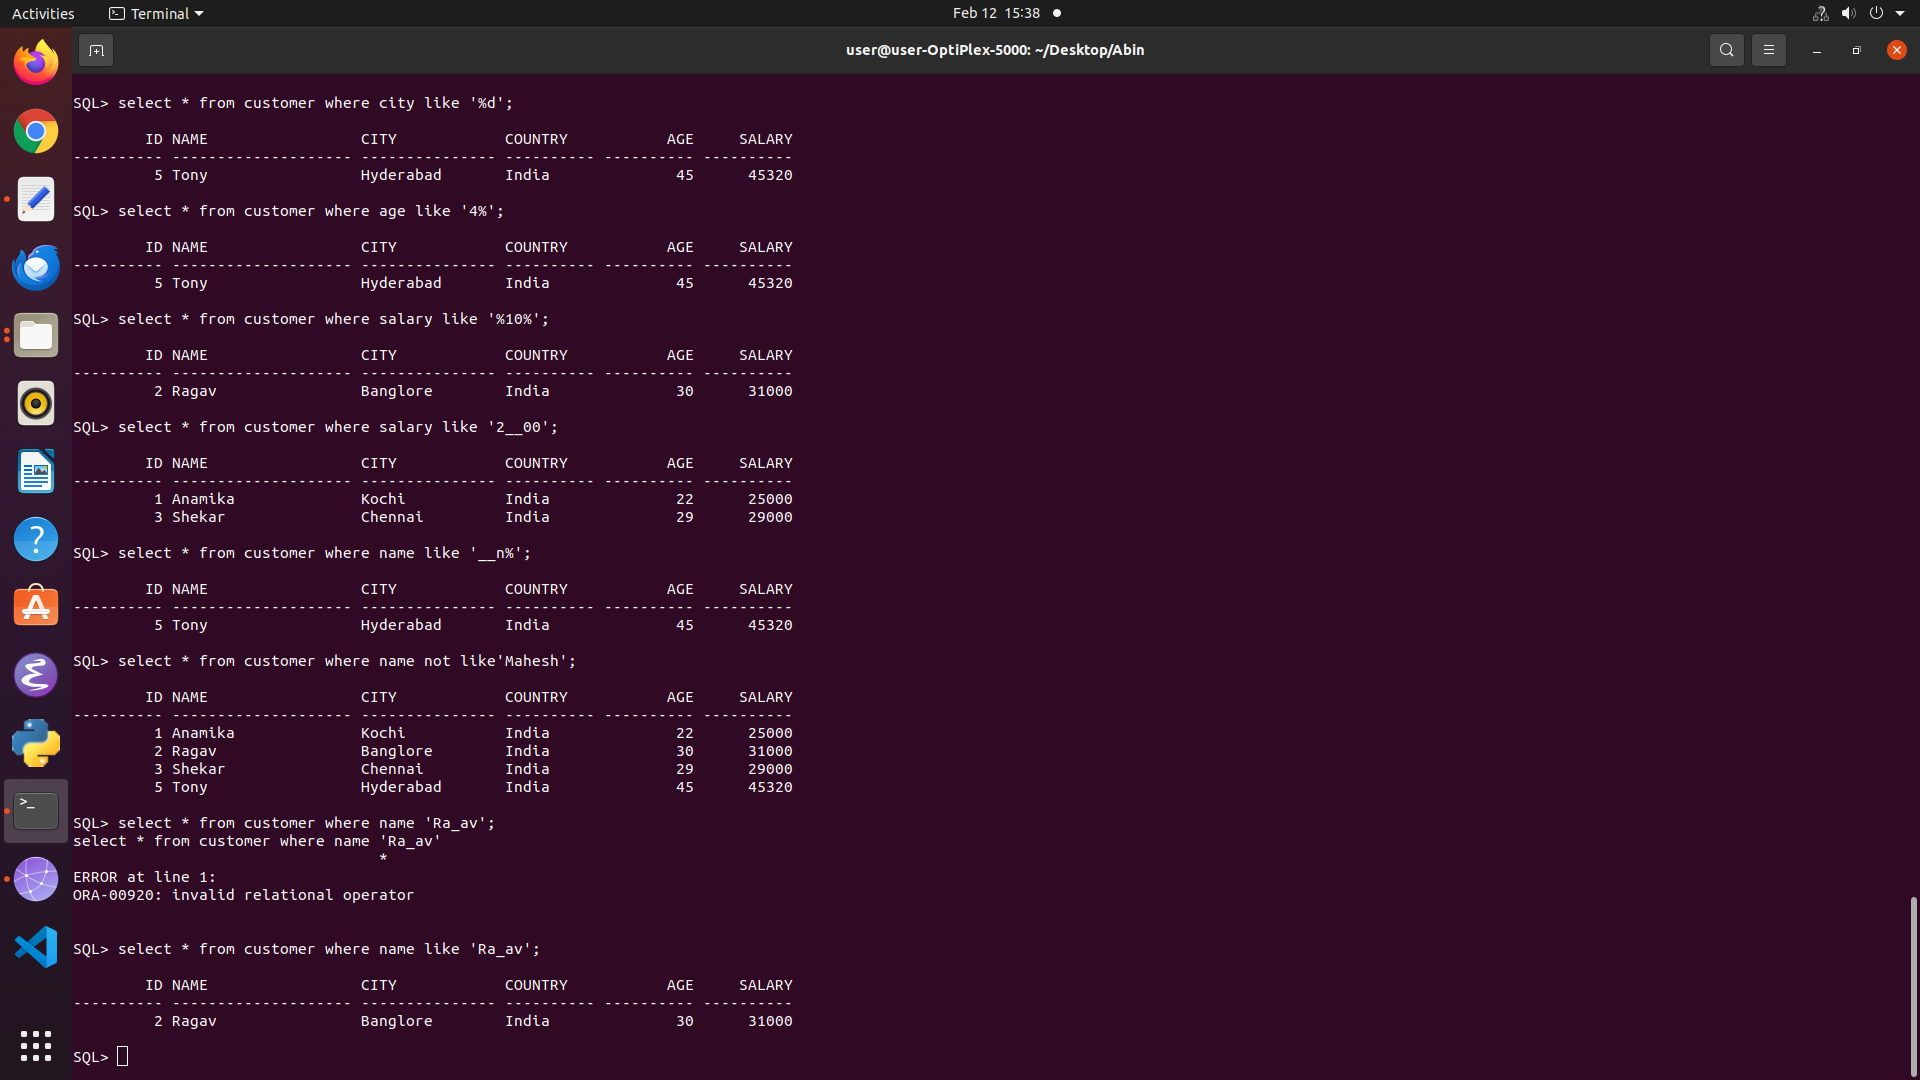 Activities Terminal Feb 12 15:38
user@user-OptiPlex-5000: ~/Desktop/Abin
SQL> select * from customer where city like '%d';
        ID NAME                 CITY            COUNTRY           AGE     SALARY
---------- -------------------- --------------- ---------- ---------- ----------
         5 Tony                 Hyderabad       India              45      45320
SQL> select * from customer where age like '4%';
        ID NAME                 CITY            COUNTRY           AGE     SALARY
---------- -------------------- --------------- ---------- ---------- ----------
         5 Tony                 Hyderabad       India              45      45320
SQL> select * from customer where salary like '%10%';
        ID NAME                 CITY            COUNTRY           AGE     SALARY
---------- -------------------- --------------- ---------- ---------- ----------
         2 Ragav                Banglore        India              30      31000
SQL> select * from customer where salary like '2__00';
        ID NAME                 CITY            COUNTRY           AGE     SALARY
---------- -------------------- --------------- ---------- ---------- ----------
         1 Anamika              Kochi           India              22      25000
         3 Shekar               Chennai         India              29      29000
SQL> select * from customer where name like '__n%';
        ID NAME                 CITY            COUNTRY           AGE     SALARY
---------- -------------------- --------------- ---------- ---------- ----------
         5 Tony                 Hyderabad       India              45      45320
SQL> select * from customer where name not like'Mahesh';
        ID NAME                 CITY            COUNTRY           AGE     SALARY
---------- -------------------- --------------- ---------- ---------- ----------
         1 Anamika              Kochi           India              22      25000
         2 Ragav                Banglore        India              30      31000
         3 Shekar               Chennai         India              29      29000
         5 Tony                 Hyderabad       India              45      45320
SQL> select * from customer where name 'Ra_av';
select * from customer where name 'Ra_av'
                                  *
ERROR at line 1:
ORA-00920: invalid relational operator
SQL> select * from customer where name like 'Ra_av';
        ID NAME                 CITY            COUNTRY           AGE     SALARY
---------- -------------------- --------------- ---------- ---------- ----------
         2 Ragav                Banglore        India              30      31000
SQL>